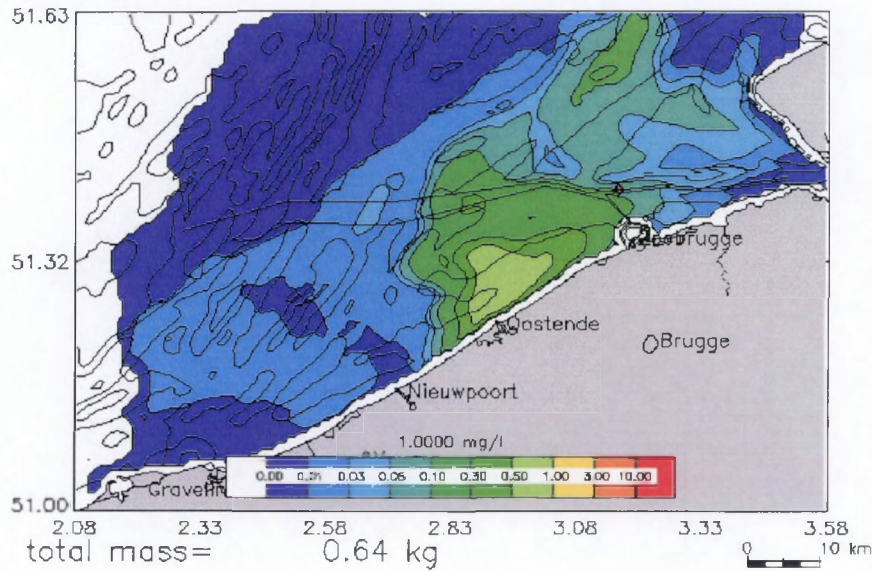 51.63
51.32
Brugge
Oostende
Nieuwpoort
1.0000 mg/l
0.00 0.03 0.06 0.10 0.30 0.50 1.00 3.00 10.00
51.00
2.08 2.33 2.58 2.83 3.08 3.33 3.58
total mass= 0.64 kg
0 10 km